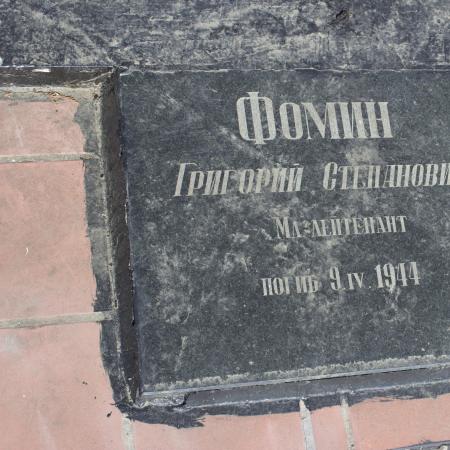 Фомин
Григорий Степанови
Мл. лейтенант
погиб 9 IV 1944